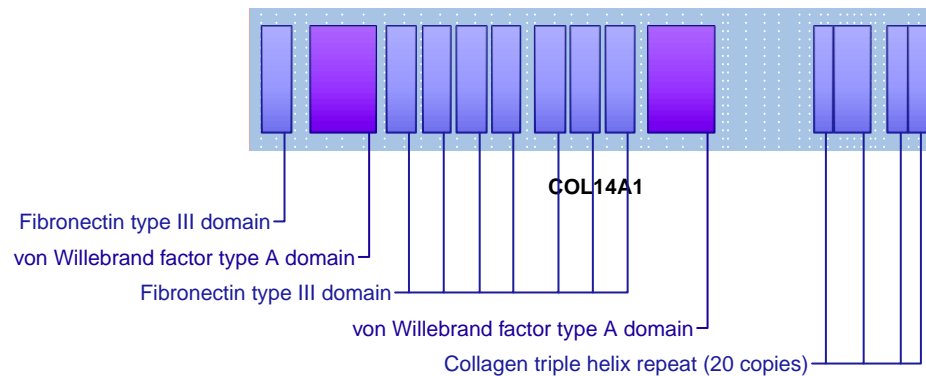 COL14A1
Fibronectin type III domain
von Willebrand factor type A domain
Fibronectin type III domain
von Willebrand factor type A domain
Collagen triple helix repeat (20 copies)